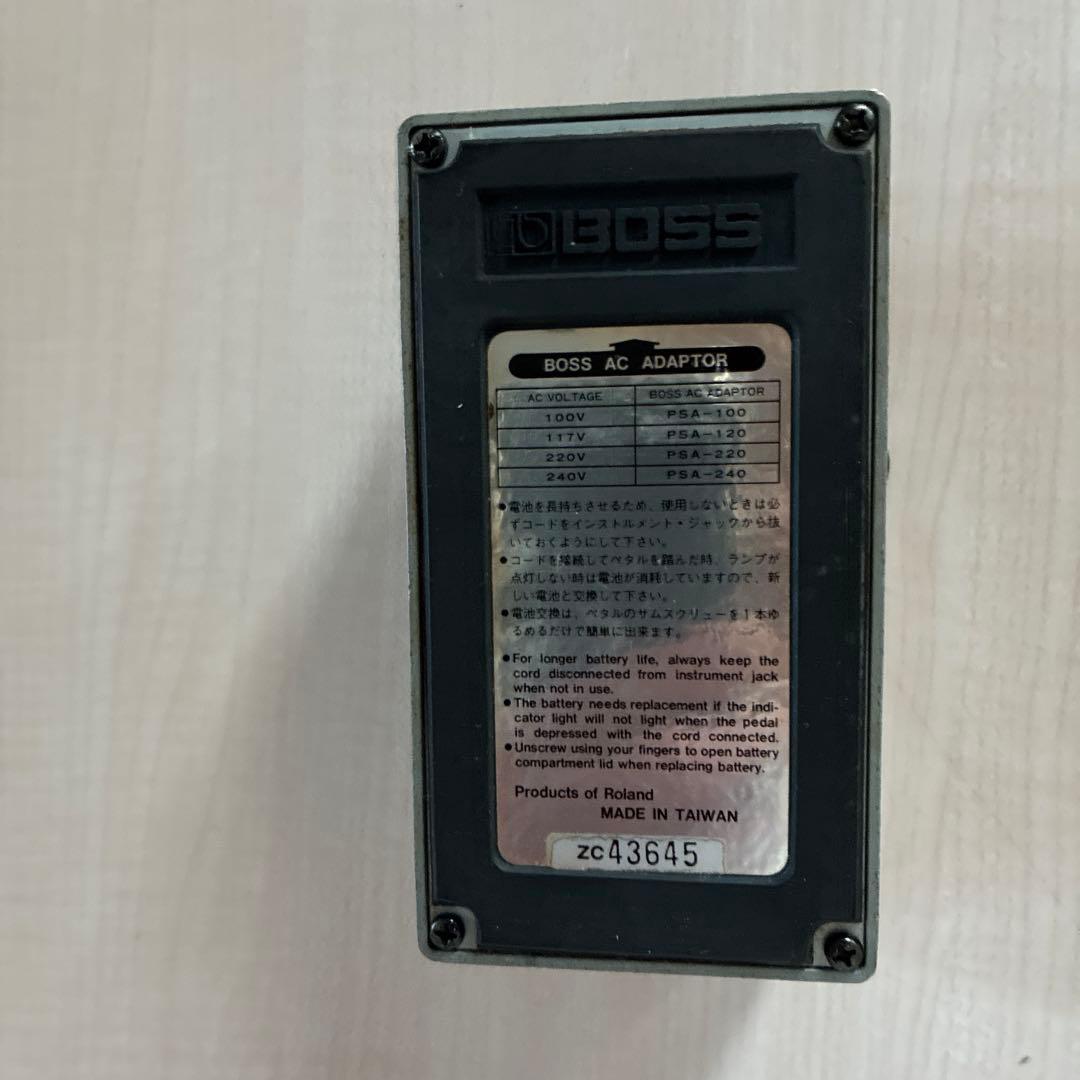 BOSS
BOSS AC ADAPTOR
AC VOLTAGE BOSS AC ADAPTOR
100V PSA-100
117V PSA-120
220V PSA-220
240V PSA-240
●電池を長持ちさせるため、使用しないときは必
ずコードをインストルメント・ジャックから抜
いておくようにして下さい。
●コードを接続してペタルを踏んだ時、ランプが
点灯しない時は電池が消耗していますので、新
しい電池と交換して下さい。
●電池交換は、ペタルのサムスクリューを1本ゆ
るめるだけで簡単に出来ます。
●For longer battery life, always keep the
cord disconnected from instrument jack
when not in use.
●The battery needs replacement if the indi-
cator light will not light when the pedal
is depressed with the cord connected.
●Unscrew using your fingers to open battery
compartment lid when replacing battery.
Products of Roland
MADE IN TAIWAN
ZC43645